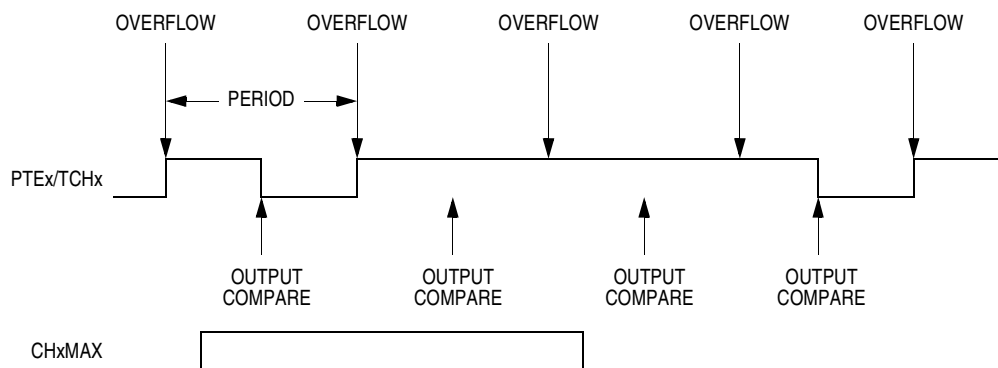 OVERFLOW OVERFLOW OVERFLOW OVERFLOW OVERFLOW
PERIOD
PTEx/TCHx
OUTPUT COMPARE
OUTPUT COMPARE
OUTPUT COMPARE
OUTPUT COMPARE
CHxMAX